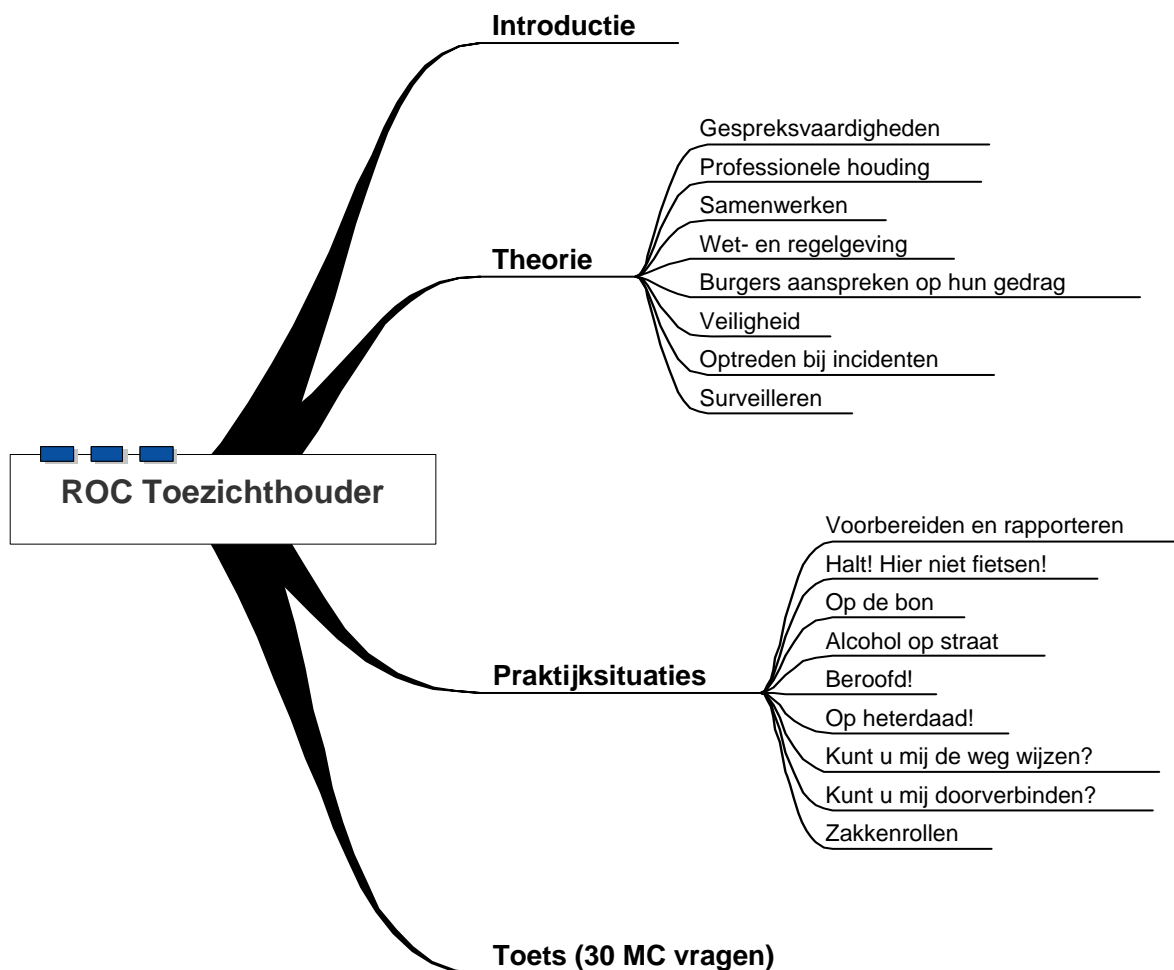 Introductie
Gespreksvaardigheden
Professionele houding
Samenwerken
Wet- en regelgeving
Theorie
Burgers aanspreken op hun gedrag
Veiligheid
Optreden bij incidenten
Surveilleren
ROC Toezichthouder
Voorbereiden en rapporteren
Halt! Hier niet fietsen!
Op de bon
Alcohol op straat
Praktijksituaties
Beroofd!
Op heterdaad!
Kunt u mij de weg wijzen?
Kunt u mij doorverbinden?
Zakkenrollen
Toets (30 MC vragen)